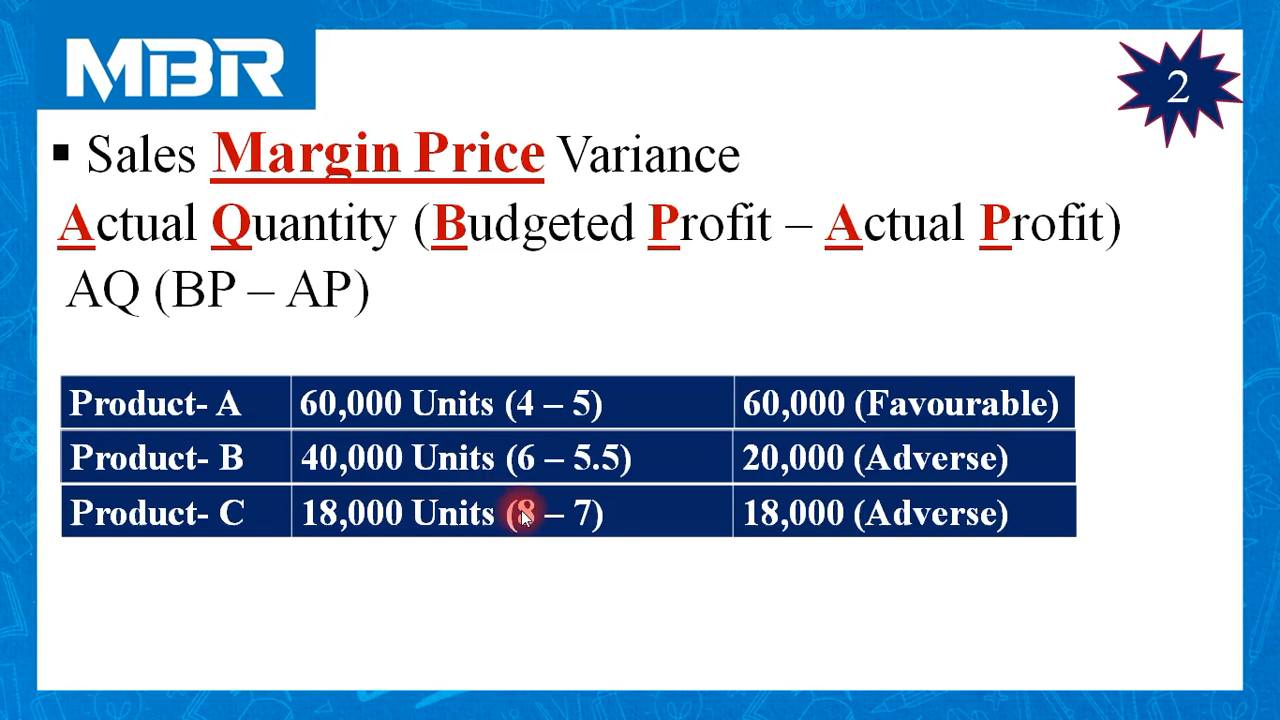 MBR
2
▪ Sales Margin Price Variance
Actual Quantity (Budgeted Profit – Actual Profit)
AQ (BP – AP)
Product- A 60,000 Units (4 – 5) 60,000 (Favourable)
Product- B 40,000 Units (6 – 5.5) 20,000 (Adverse)
Product- C 18,000 Units (8 – 7) 18,000 (Adverse)